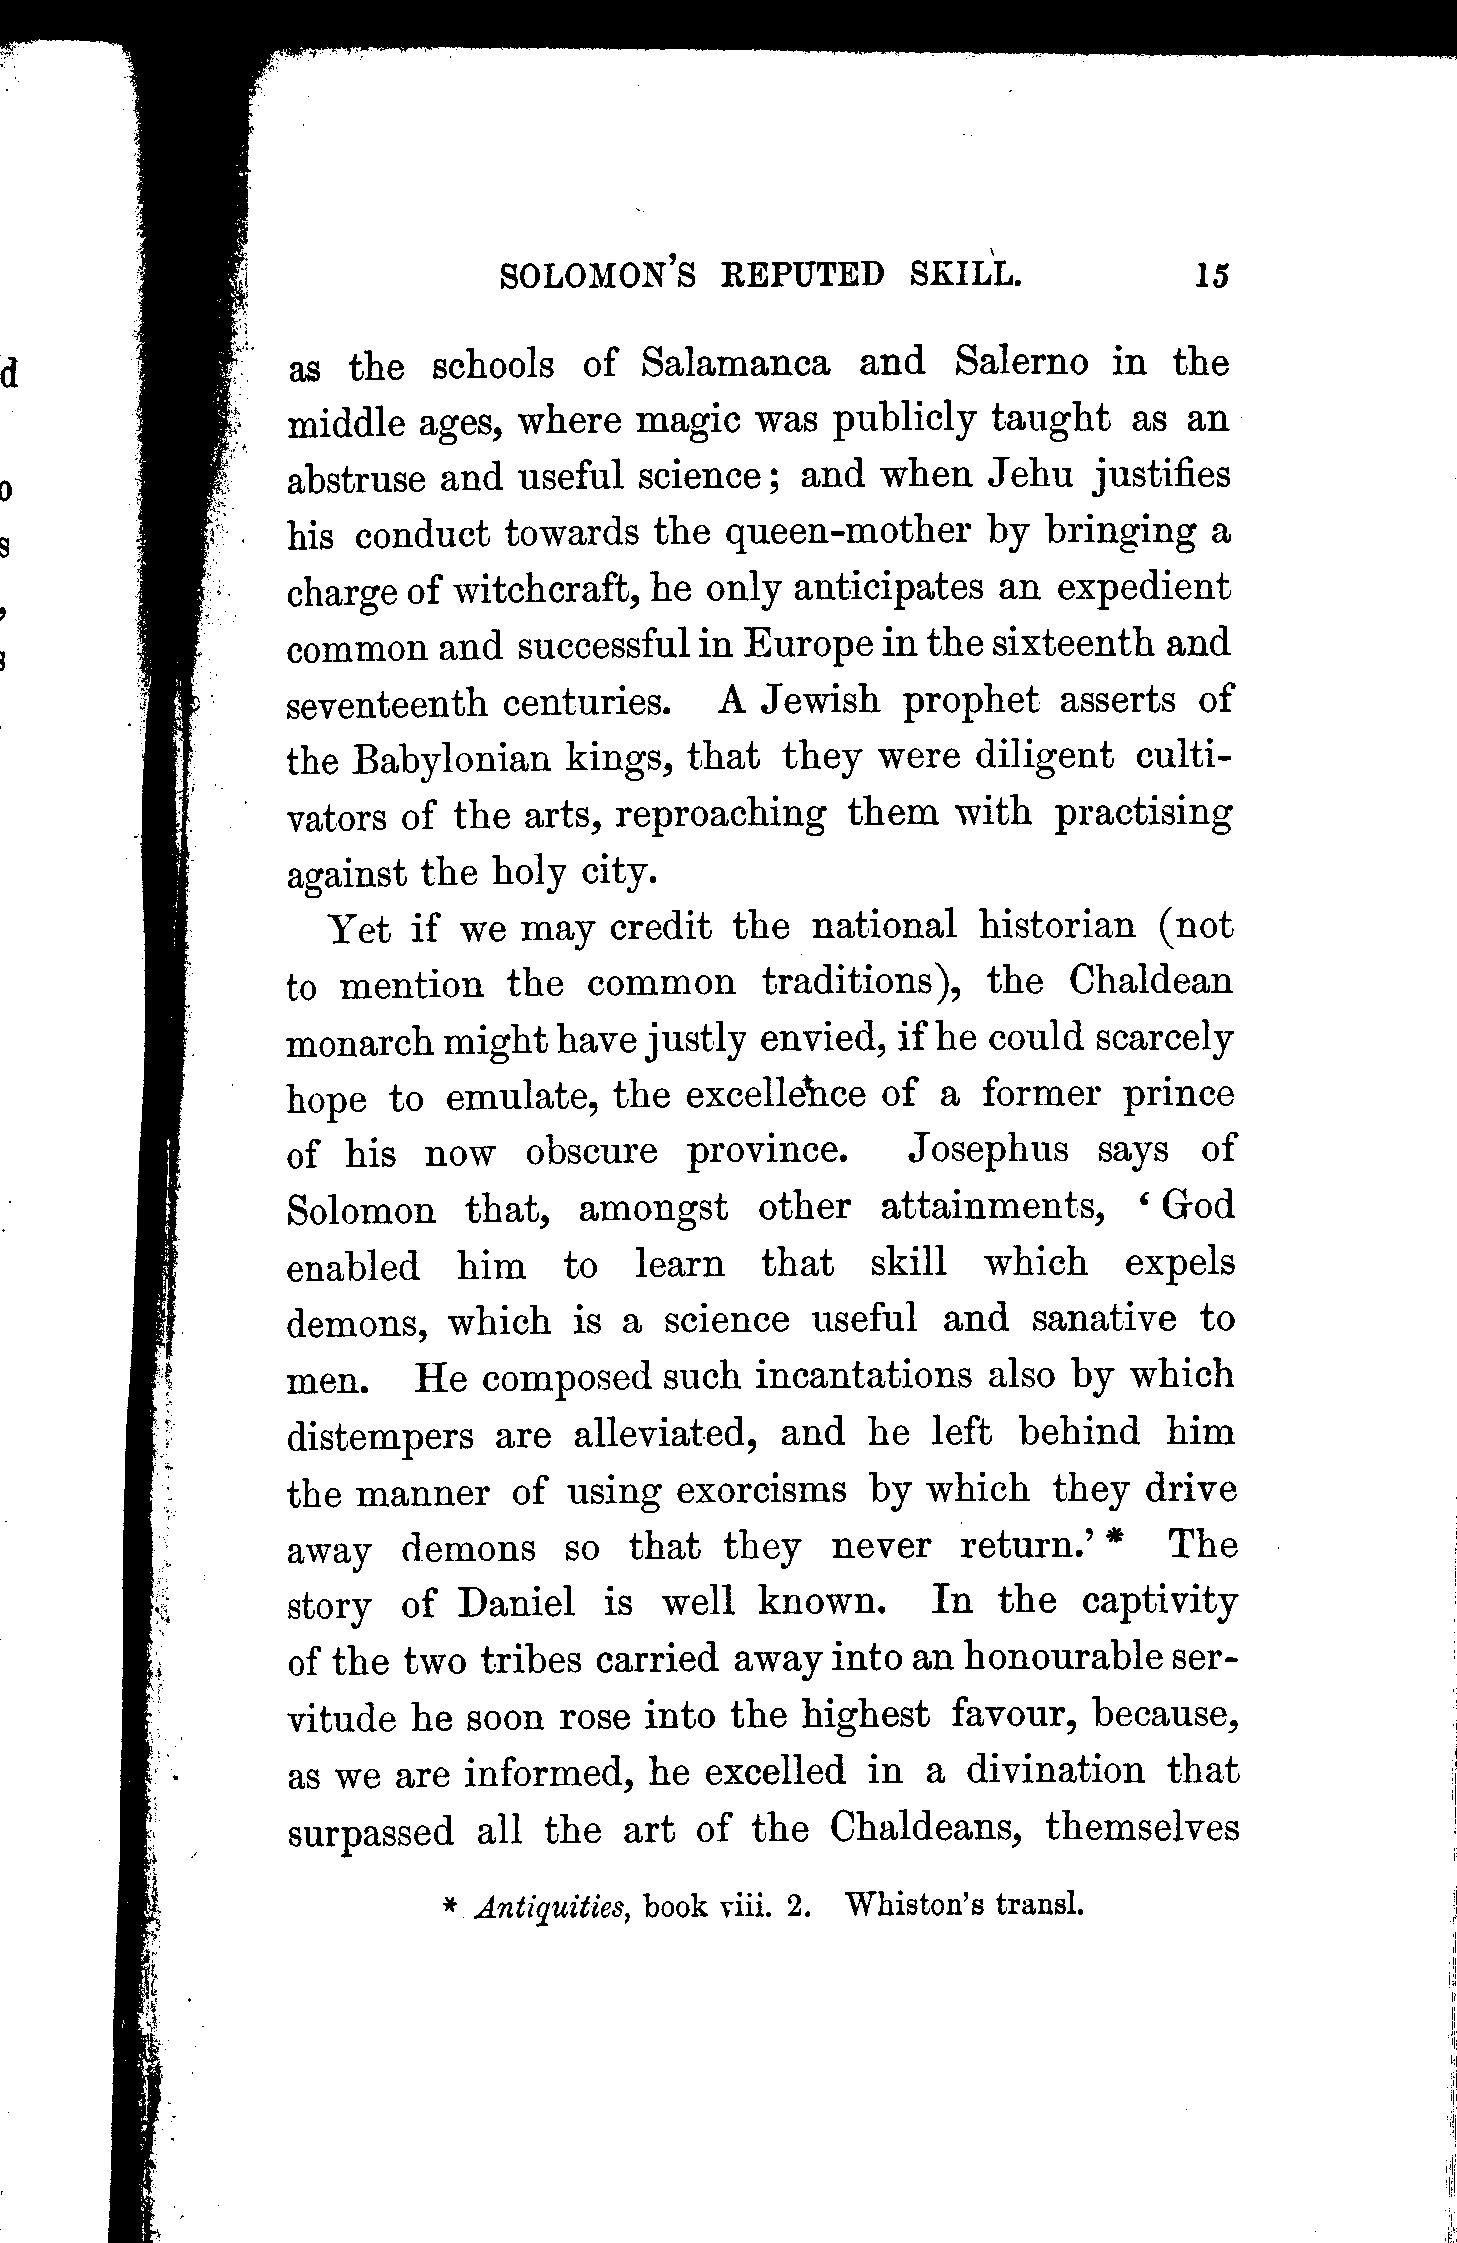 SOLOMON'S REPUTED SKILL. 15
as the schools of Salamanca and Salerno in the
middle ages, where magic was publicly taught as an
abstruse and useful science; and when Jehu justifies
his conduct towards the queen-mother by bringing a
charge of witchcraft, he only anticipates an expedient
common and successful in Europe in the sixteenth and
seventeenth centuries. A Jewish prophet asserts of
the Babylonian kings, that they were diligent culti-
vators of the arts, reproaching them with practising
against the holy city.
Yet if we may credit the national historian (not
to mention the common traditions), the Chaldean
monarch might have justly envied, if he could scarcely
hope to emulate, the excellence of a former prince
of his now obscure province. Josephus says of
Solomon that, amongst other attainments, ‘God
enabled him to learn that skill which expels
demons, which is a science useful and sanative to
men. He composed such incantations also by which
distempers are alleviated, and he left behind him
the manner of using exorcisms by which they drive
away demons so that they never return.’ * The
story of Daniel is well known. In the captivity
of the two tribes carried away into an honourable ser-
vitude he soon rose into the highest favour, because,
as we are informed, he excelled in a divination that
surpassed all the art of the Chaldeans, themselves
* Antiquities, book viii. 2. Whiston's transl.